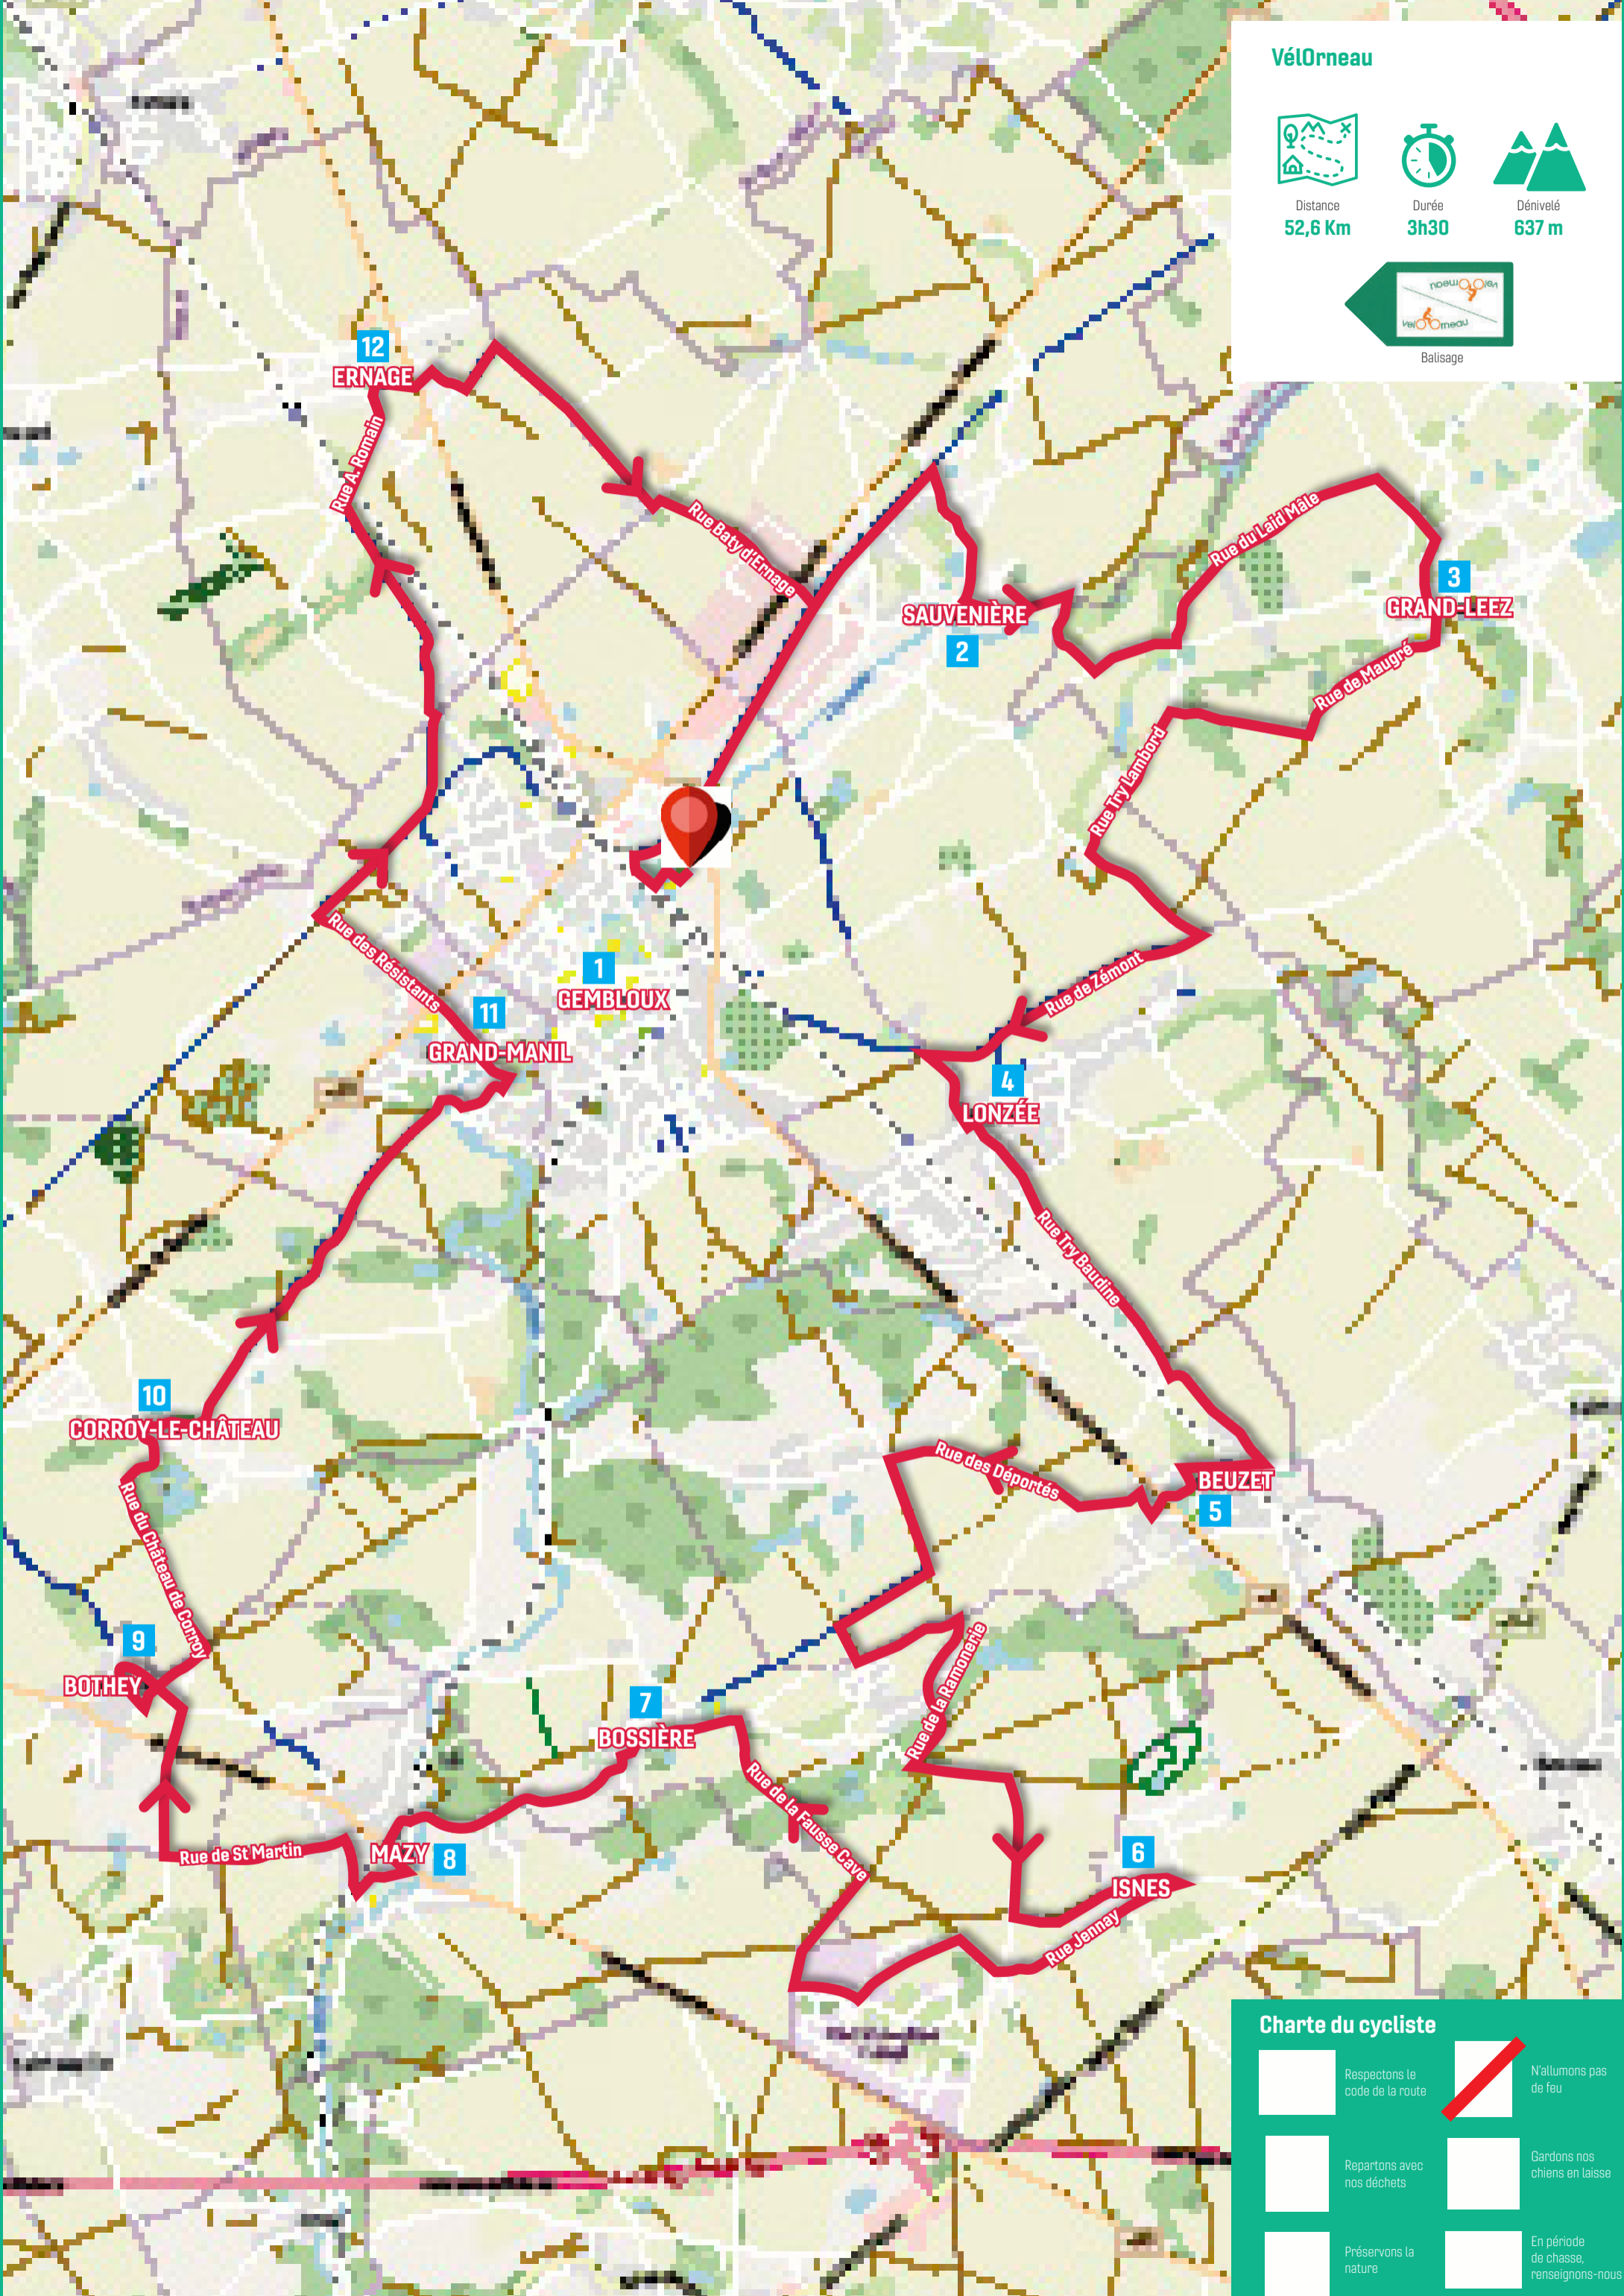 VélOrneau
Distance
52,6 Km
Durée
3h30
Dénivelé
637 m
VélOOrneau
VélOOrneau
Balisage
12
ERNAGE
Rue A. Romain
Rue Baty d'Ernage
SAUVENIÈRE
2
Rue du Laid Mâle
3
GRAND-LEEZ
Rue de Maugré
Rue Try Lambord
Rue de Zémont
Rue des Résistants
1
GEMBLOUX
11
GRAND-MANIL
4
LONZÉE
Rue Try Baudine
10
CORROY-LE-CHÂTEAU
Rue des Déportés
BEUZET
5
Rue du Château de Corroy
9
BOTHEY
Rue de la Ramonerie
7
BOSSIÈRE
Rue de la Fausse Cave
Rue de St Martin
MAZY 8
6
ISNES
Rue Jennay
Charte du cycliste
Respectons le
code de la route
N'allumons pas
de feu
Repartons avec
nos déchets
Gardons nos
chiens en laisse
Préservons la
nature
En période
de chasse,
renseignons-nous